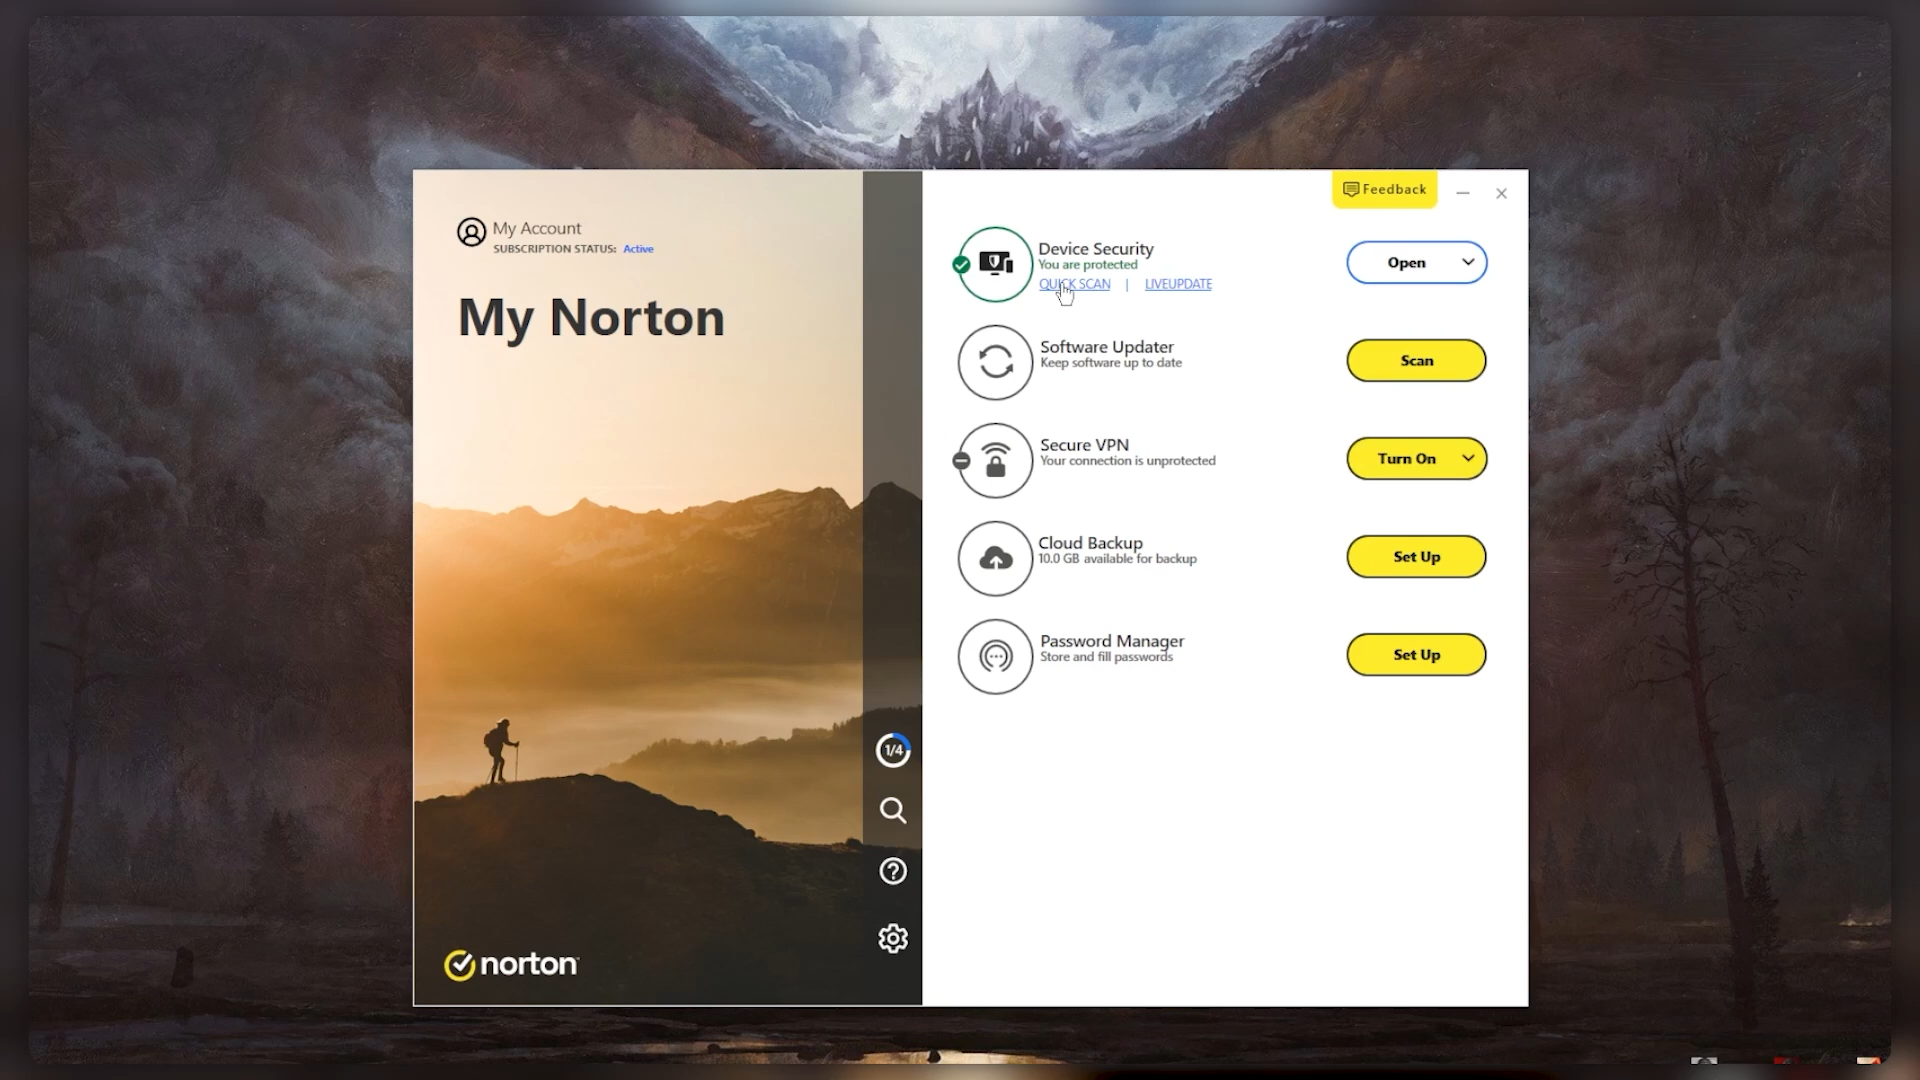 My Account
SUBSCRIPTION STATUS: Active
My Norton
1/4
norton
Feedback
Device Security
You are protected
QUICK SCAN | LIVEUPDATE
Open
Software Updater
Keep software up to date
Scan
Secure VPN
Your connection is unprotected
Turn On
Cloud Backup
10.0 GB available for backup
Set Up
Password Manager
Store and fill passwords
Set Up